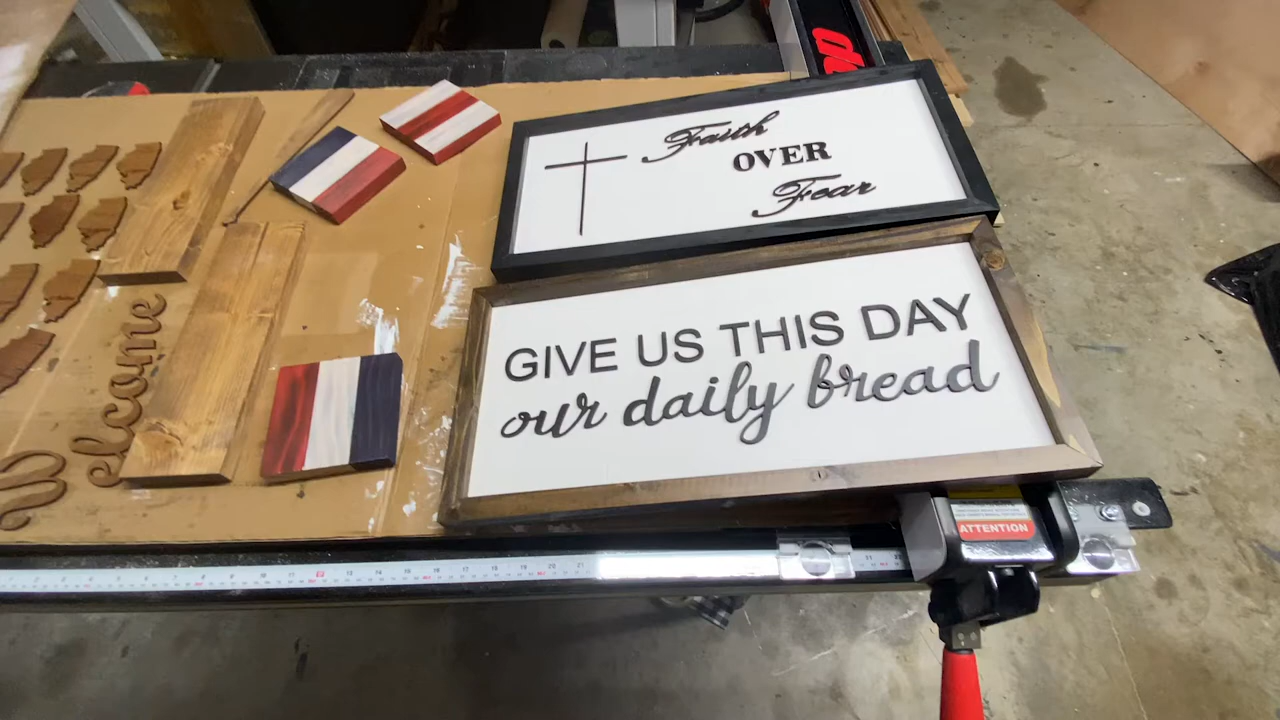 Faith
OVER
Fear
GIVE US THIS DAY
our daily bread
elcome
ATTENTION